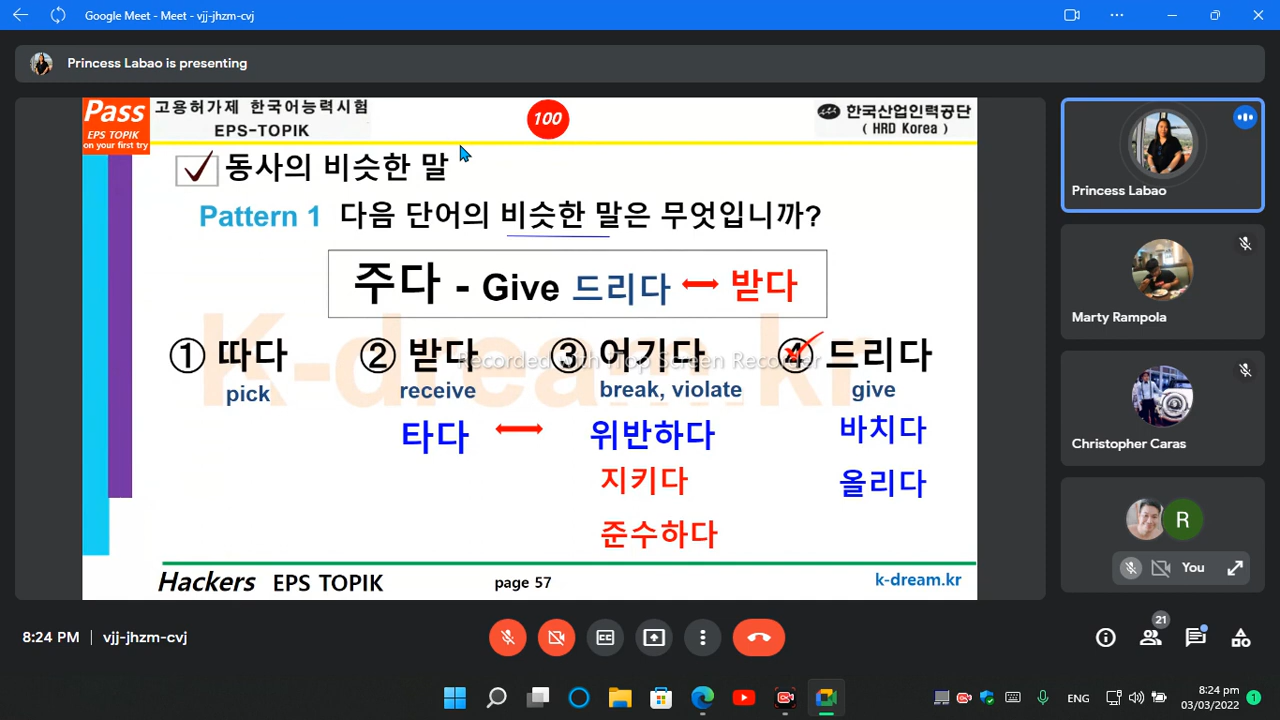 Google Meet - Meet - vjj-jhzm-cvj
Princess Labao is presenting
Pass
EPS TOPIK
on your first try
고용허가제 한국어능력시험
EPS-TOPIK
100
한국산업인력공단
( HRD Korea )
동사의 비슷한 말
Pattern 1 다음 단어의 비슷한 말은 무엇입니까?
주다 - Give 드리다 ↔ 받다
① 따다 ② 받다 ③ 어기다 ④ 드리다
pick receive break, violate give
타다 ↔ 위반하다 바치다
지키다 올리다
준수하다
K-dream.kr
Recorded with iTop Screen Recorder
Hackers EPS TOPIK page 57 k-dream.kr
Princess Labao
Marty Rampola
Christopher Caras
R
You
8:24 PM vjj-jhzm-cvj
CC
21
ENG
8:24 pm
03/03/2022
1